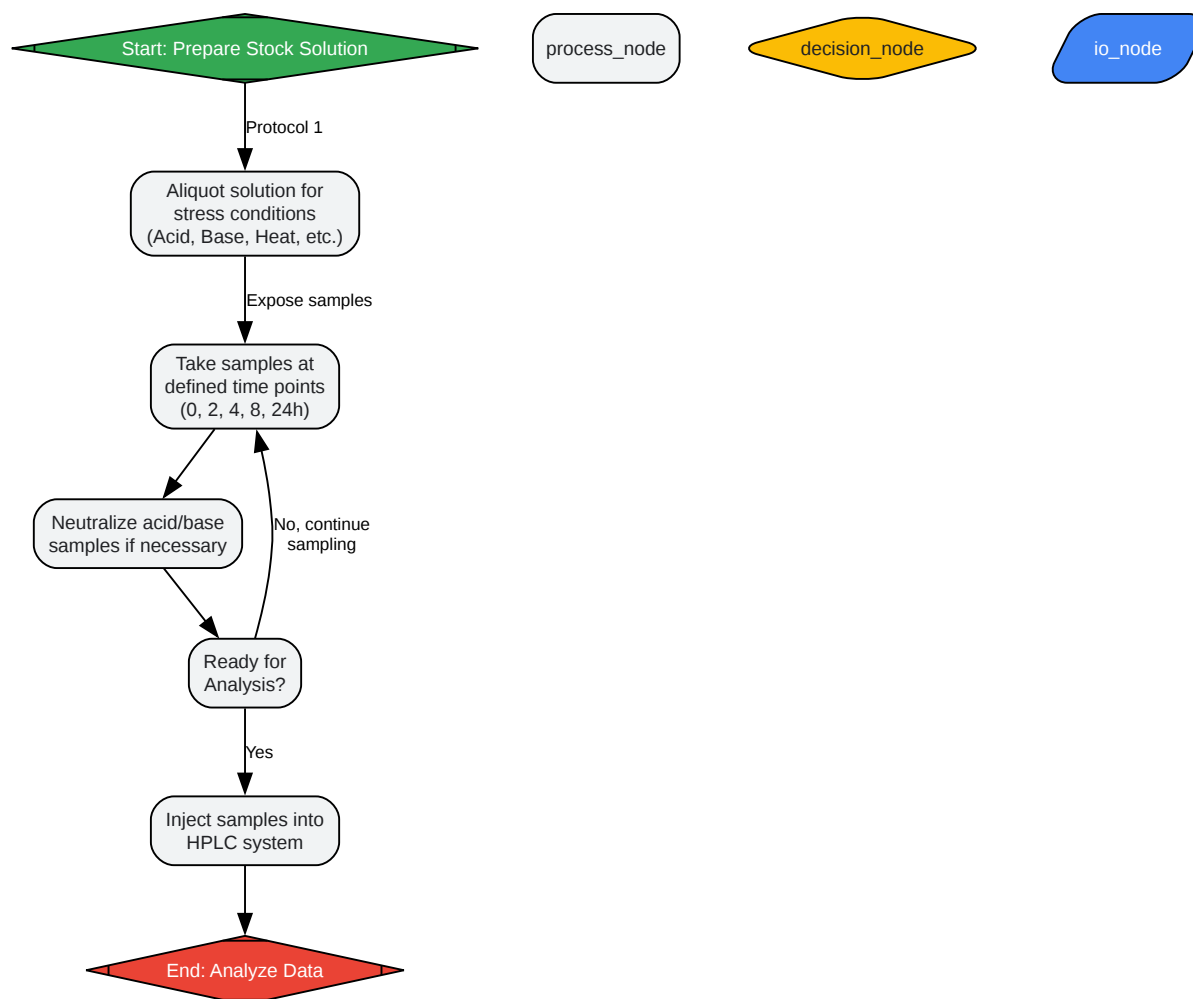 Start: Prepare Stock Solution
process_node
decision_node
io_node
Protocol 1
Aliquot solution for
stress conditions
(Acid, Base, Heat, etc.)
Expose samples
Take samples at
defined time points
(0, 2, 4, 8, 24h)
Neutralize acid/base
samples if necessary
No, continue
sampling
Ready for
Analysis?
Yes
Inject samples into
HPLC system
End: Analyze Data